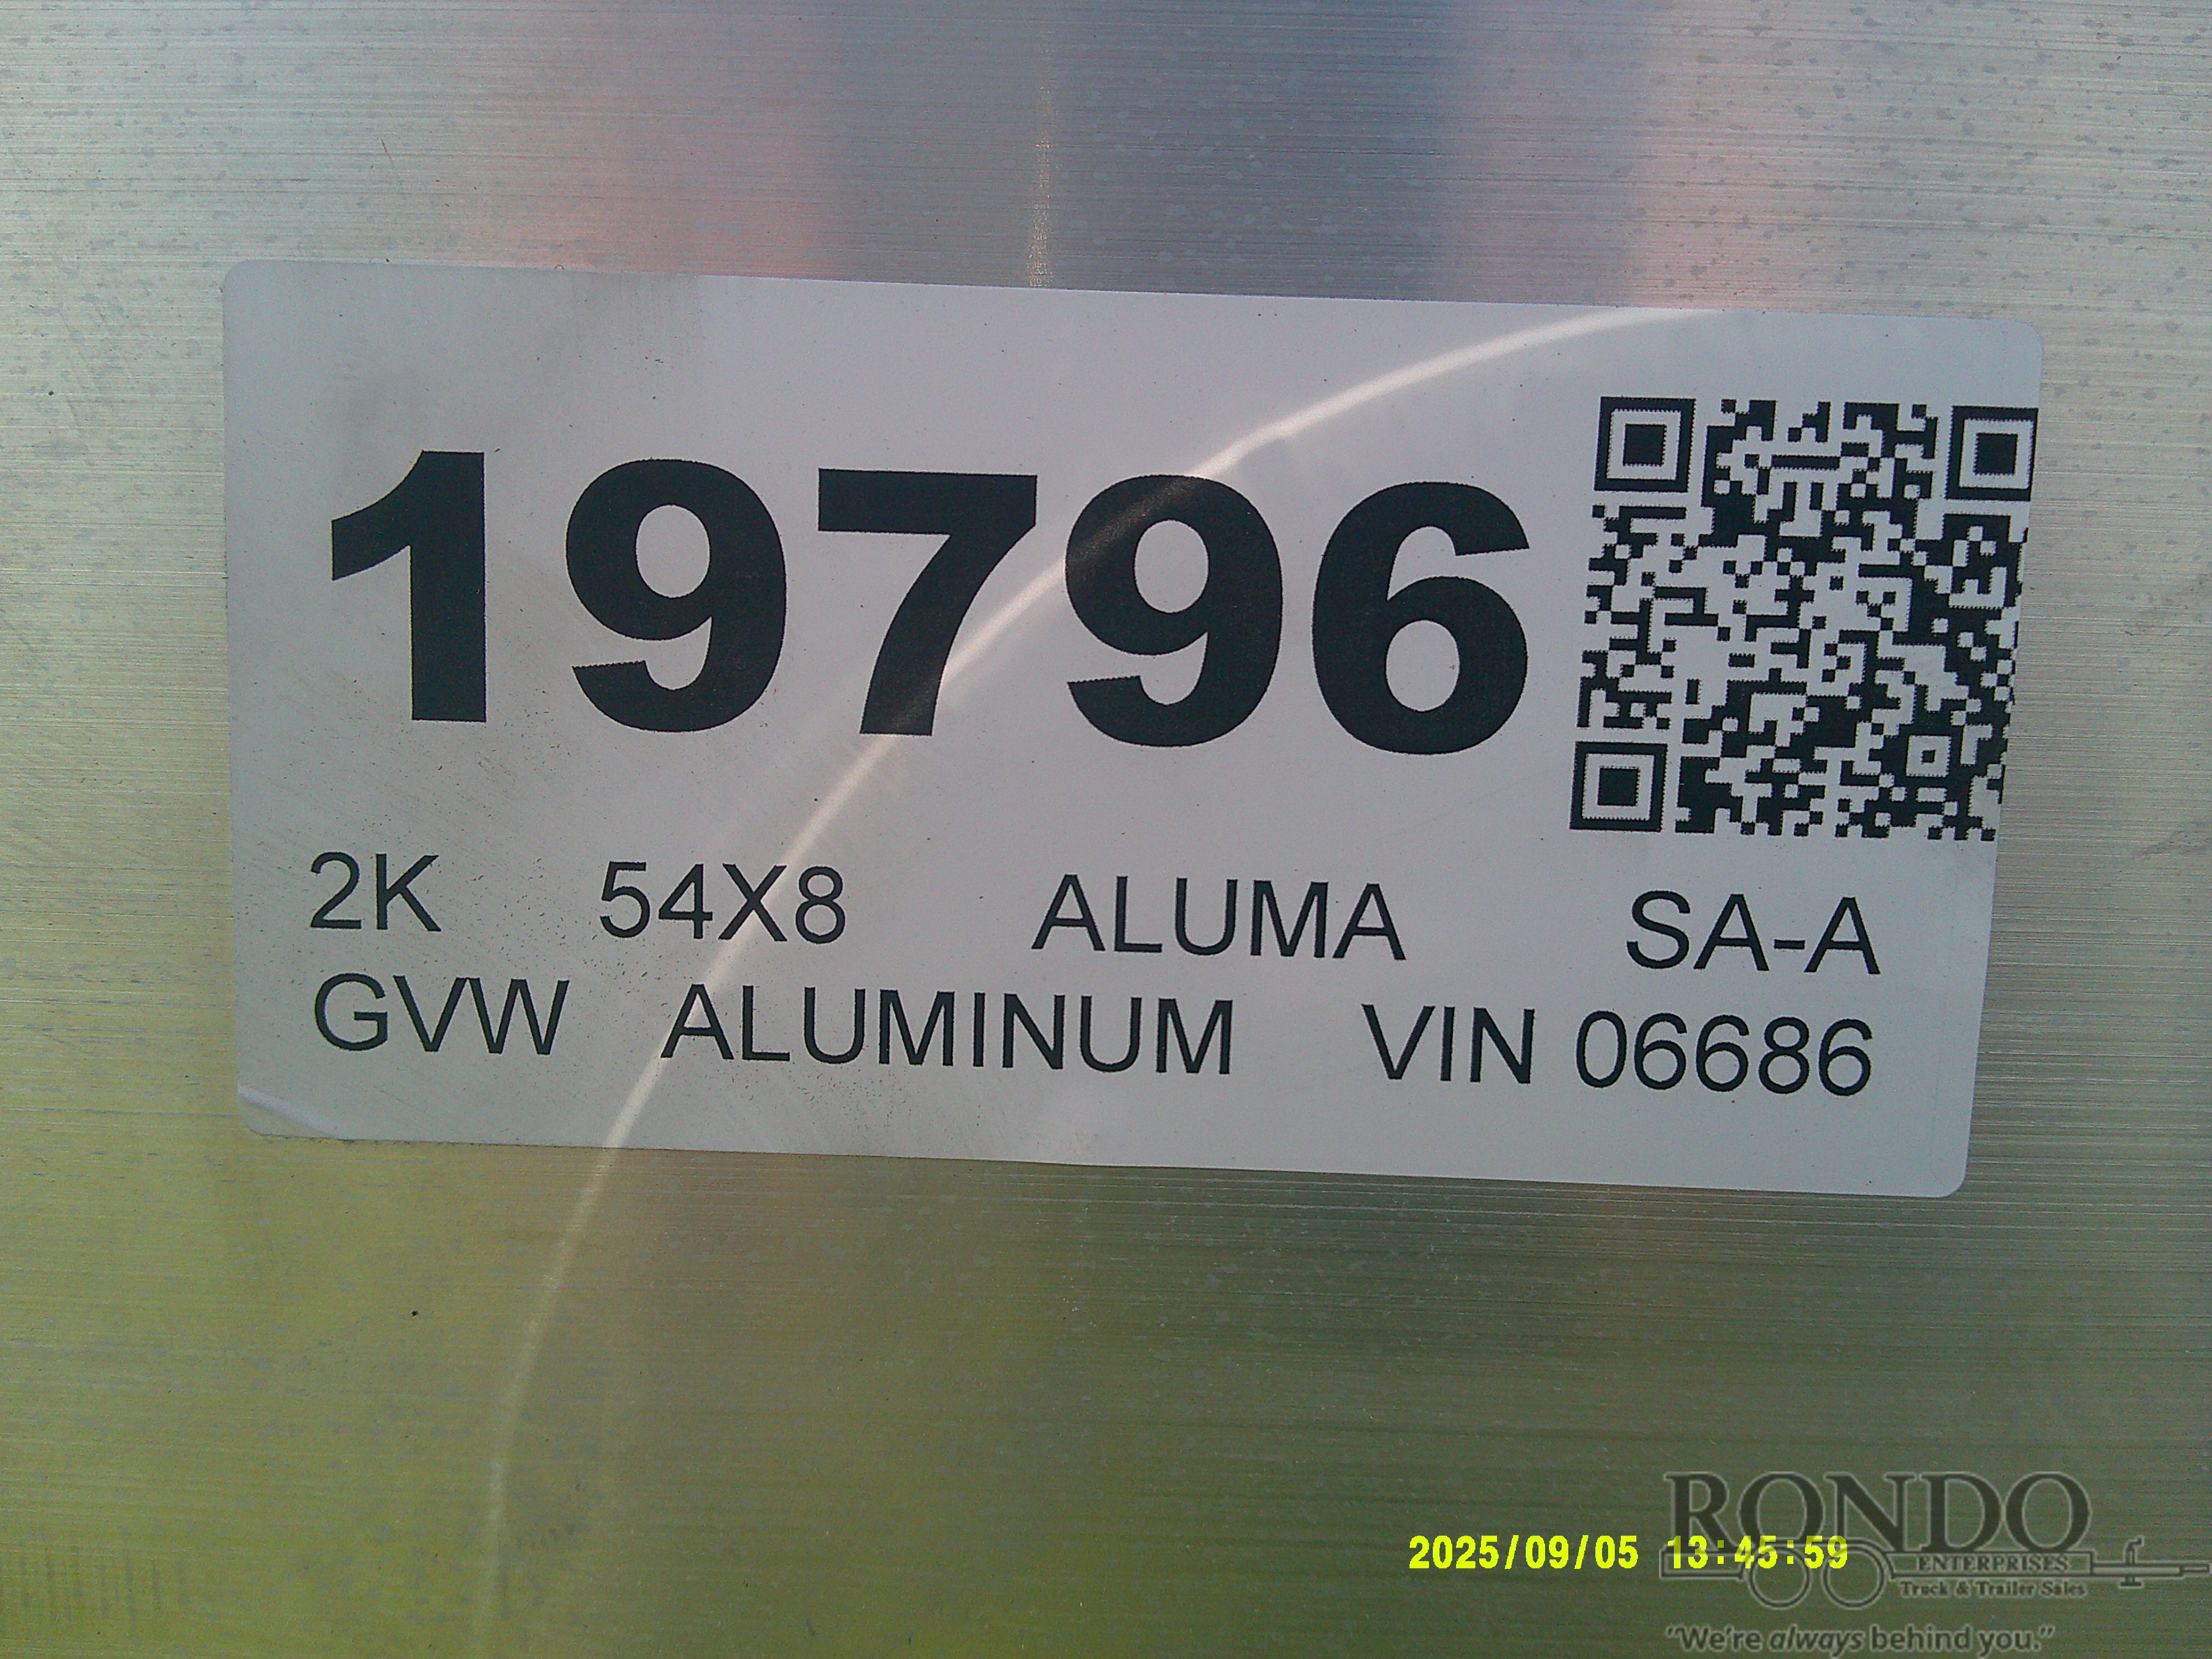 19796
2K 54X8 ALUMA SA-A
GVW ALUMINUM VIN 06686
2025/09/05 13:45:59
RONDO
ENTERPRISES
Truck & Trailer Sales
"We're always behind you."